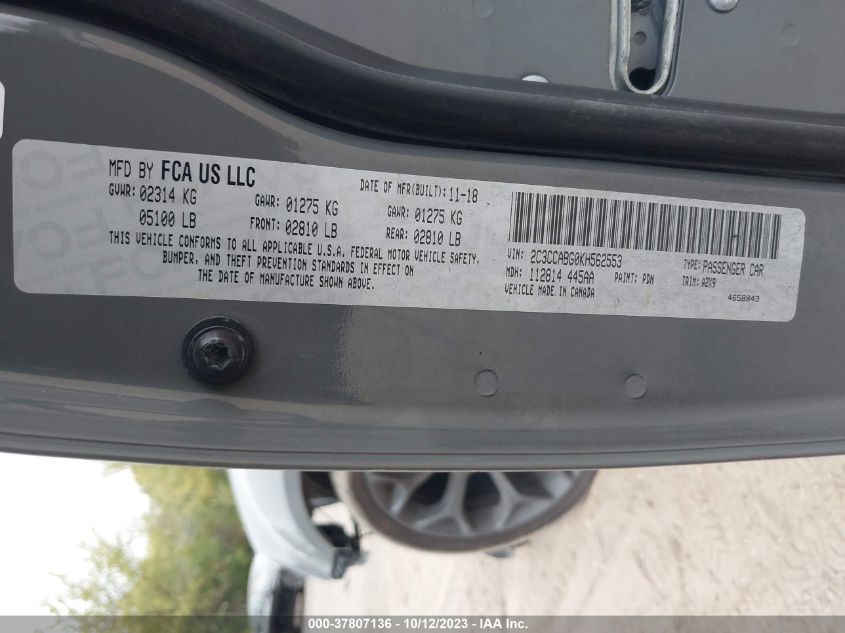 MFD BY FCA US LLC
DATE OF MFR(BUILT): 11-18
GVWR: 02314 KG GAWR: 01275 KG GAWR: 01275 KG
05100 LB FRONT: 02810 LB REAR: 02810 LB
THIS VEHICLE CONFORMS TO ALL APPLICABLE U.S.A. FEDERAL MOTOR VEHICLE SAFETY,
BUMPER, AND THEFT PREVENTION STANDARDS IN EFFECT ON
THE DATE OF MANUFACTURE SHOWN ABOVE.
VIN: 2C3CCABG0KH562553 TYPE: PASSENGER CAR
MDH: 112814 445AA PAINT: PDN TRIM: A2X9
VEHICLE MADE IN CANADA 4658843
000-37807136 - 10/12/2023 - IAA Inc.